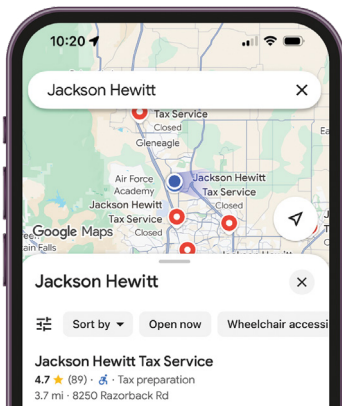 10:20
Jackson Hewitt
Tax Service
Closed
Gleneagle
Air Force
Academy
Jackson Hewitt
Tax Service
Closed
Jackson Hewitt
Tax Service
Closed
Google Maps
ain Falls
Jackson Hewitt
Sort by
Open now
Wheelchair accessi
Jackson Hewitt Tax Service
4.7 (89) · Tax preparation
3.7 mi · 8250 Razorback Rd